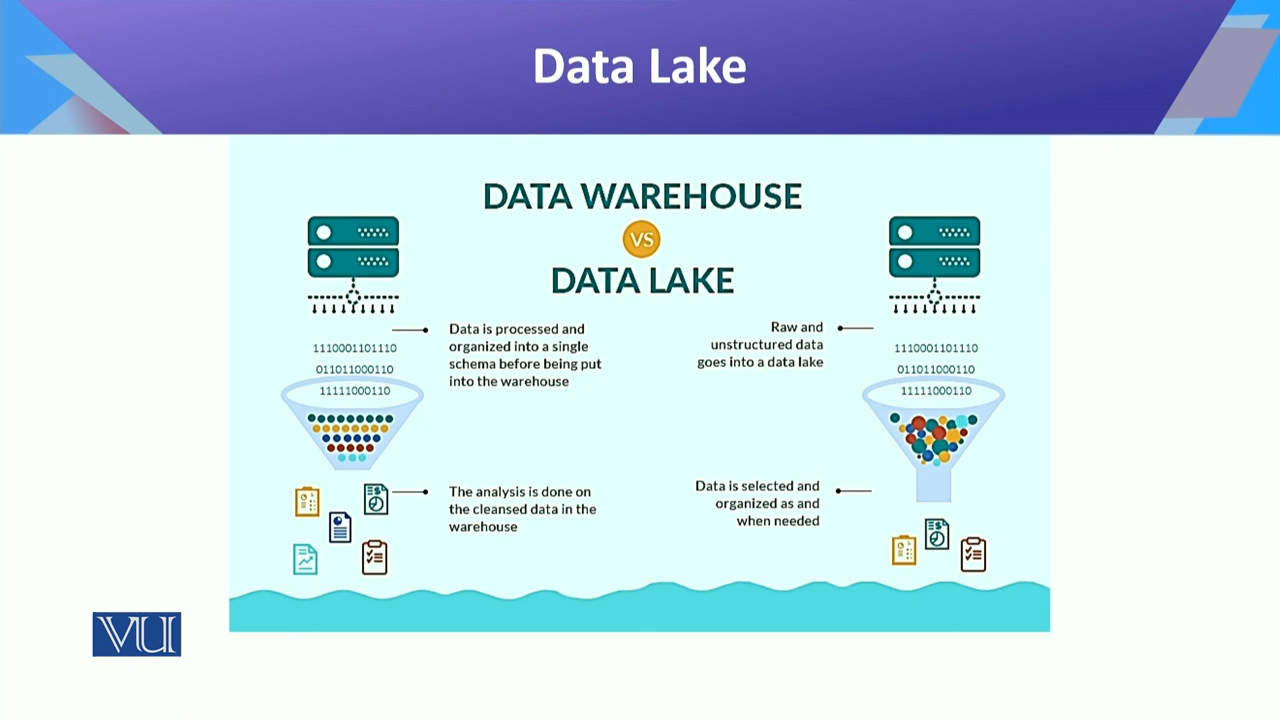 Data Lake
DATA WAREHOUSE
VS
DATA LAKE
Data is processed and
organized into a single
schema before being put
into the warehouse
Raw and
unstructured data
goes into a data lake
1110001101110
011011000110
11111000110
1110001101110
011011000110
11111000110
The analysis is done on
the cleansed data in the
warehouse
Data is selected and
organized as and
when needed
VU